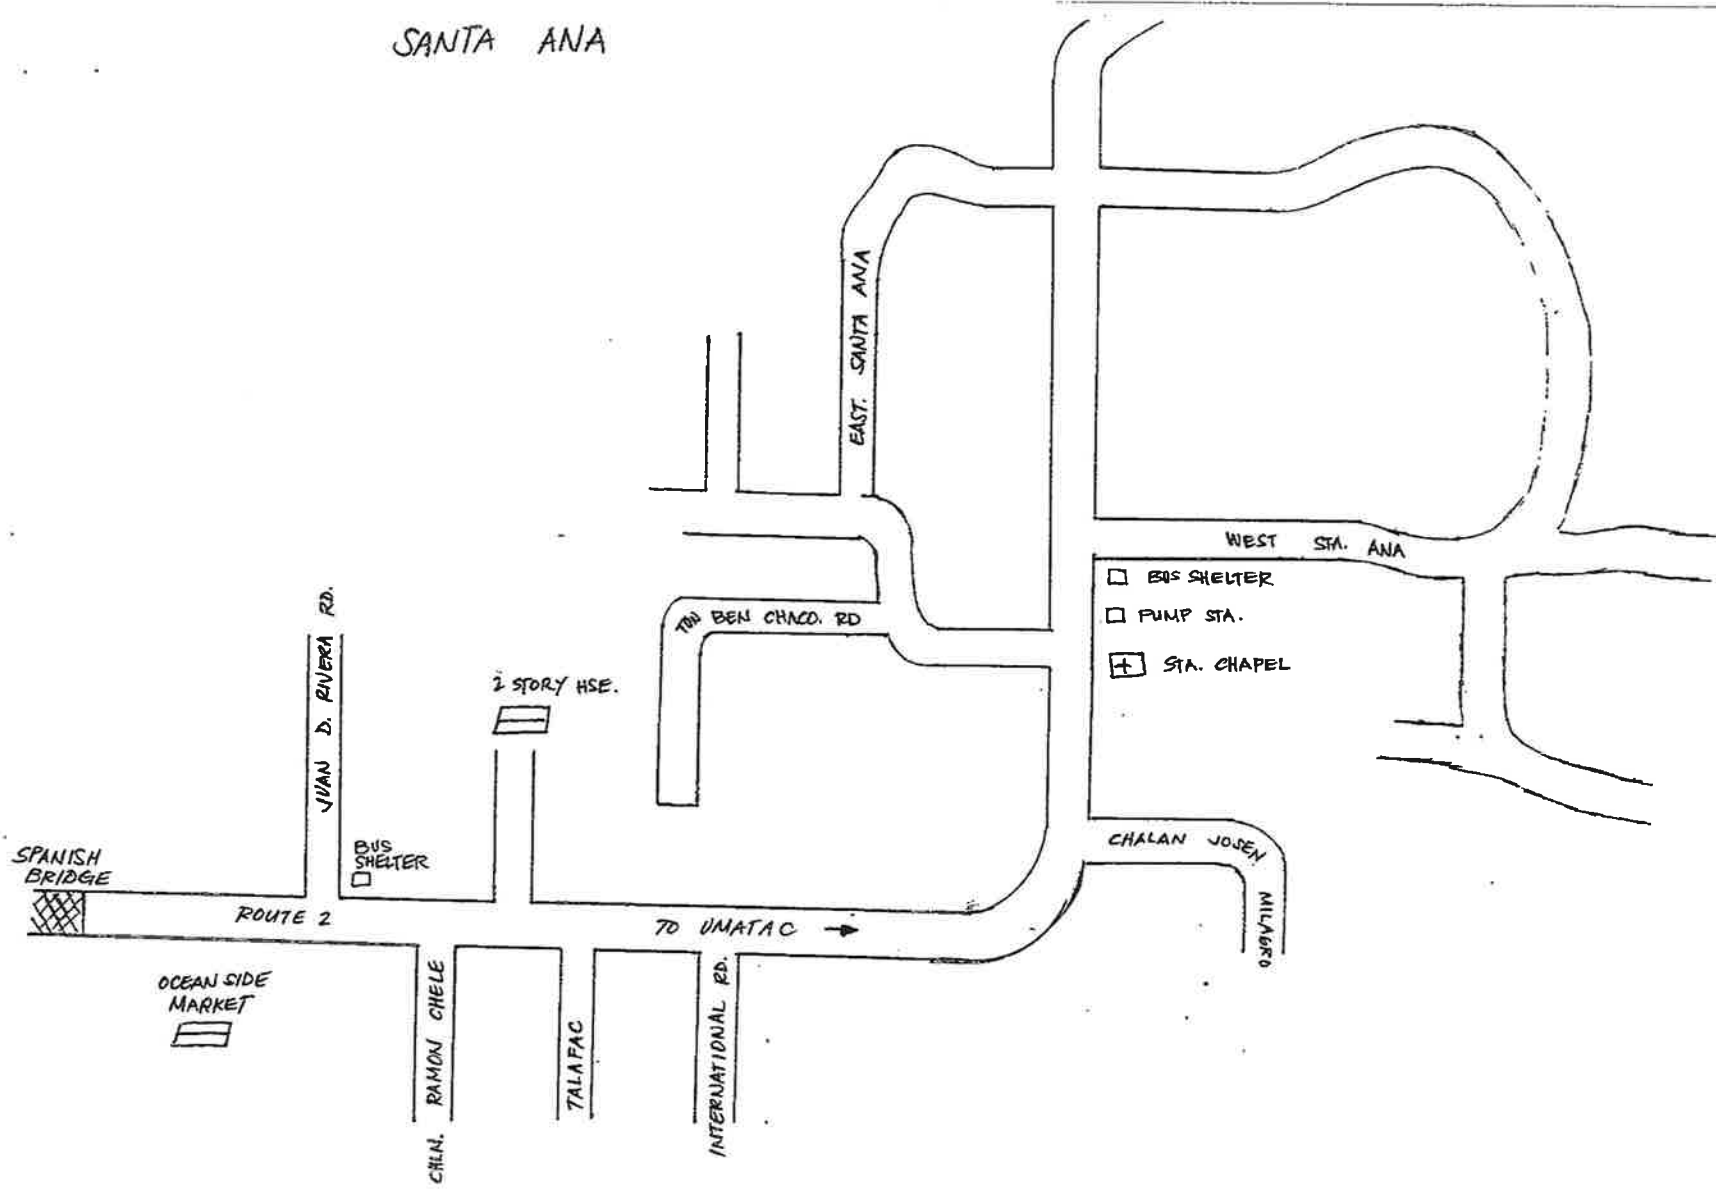 SANTA ANA
EAST. SANTA ANA
WEST STA. ANA
BUS SHELTER
PUMP STA.
STA. CHAPEL
TUN BEN CHACO. RD
JUAN D. RIVERA RD.
2 STORY HSE.
BUS
SHELTER
SPANISH
BRIDGE
ROUTE 2
TO UMATAC
CHALAN JOSEN
MILAGRO
OCEAN SIDE
MARKET
CHLN. RAMON CHELE
TALAFAC
INTERNATIONAL RD.